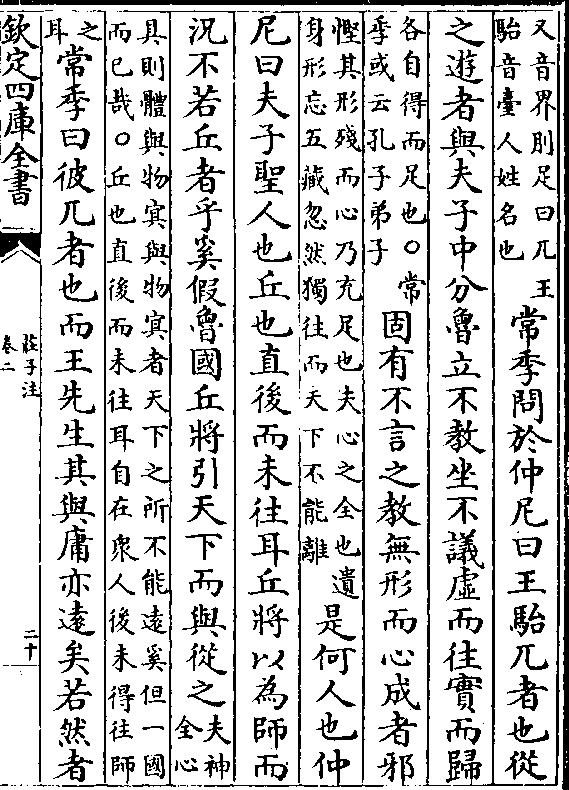 又音界刖足曰兀　王
駘音臺人姓名也
常季問於仲尼曰王駘兀者也從
之遊者與夫子中分魯立不教坐不議虛而往實而歸
各自得而足也○常
季或云孔子弟子
固有不言之教無形而心成者邪
怪其形殘而心乃充足也夫心之全也遺
身形忘五藏忽然獨往而天下不能離
是何人也仲
尼曰夫子聖人也丘也直後而未往耳丘將以為師而
況不若丘者乎奚假魯國丘將引天下而與從之
夫神
全心
具則體與物冥與物冥者天下之所不能遠奚但一國
而已哉○丘也直後而未往耳自在衆人後未得往師
之
耳
常季曰彼兀者也而王先生其與庸亦遠矣若然者
欽定四庫全書
莊子注
卷二
二十